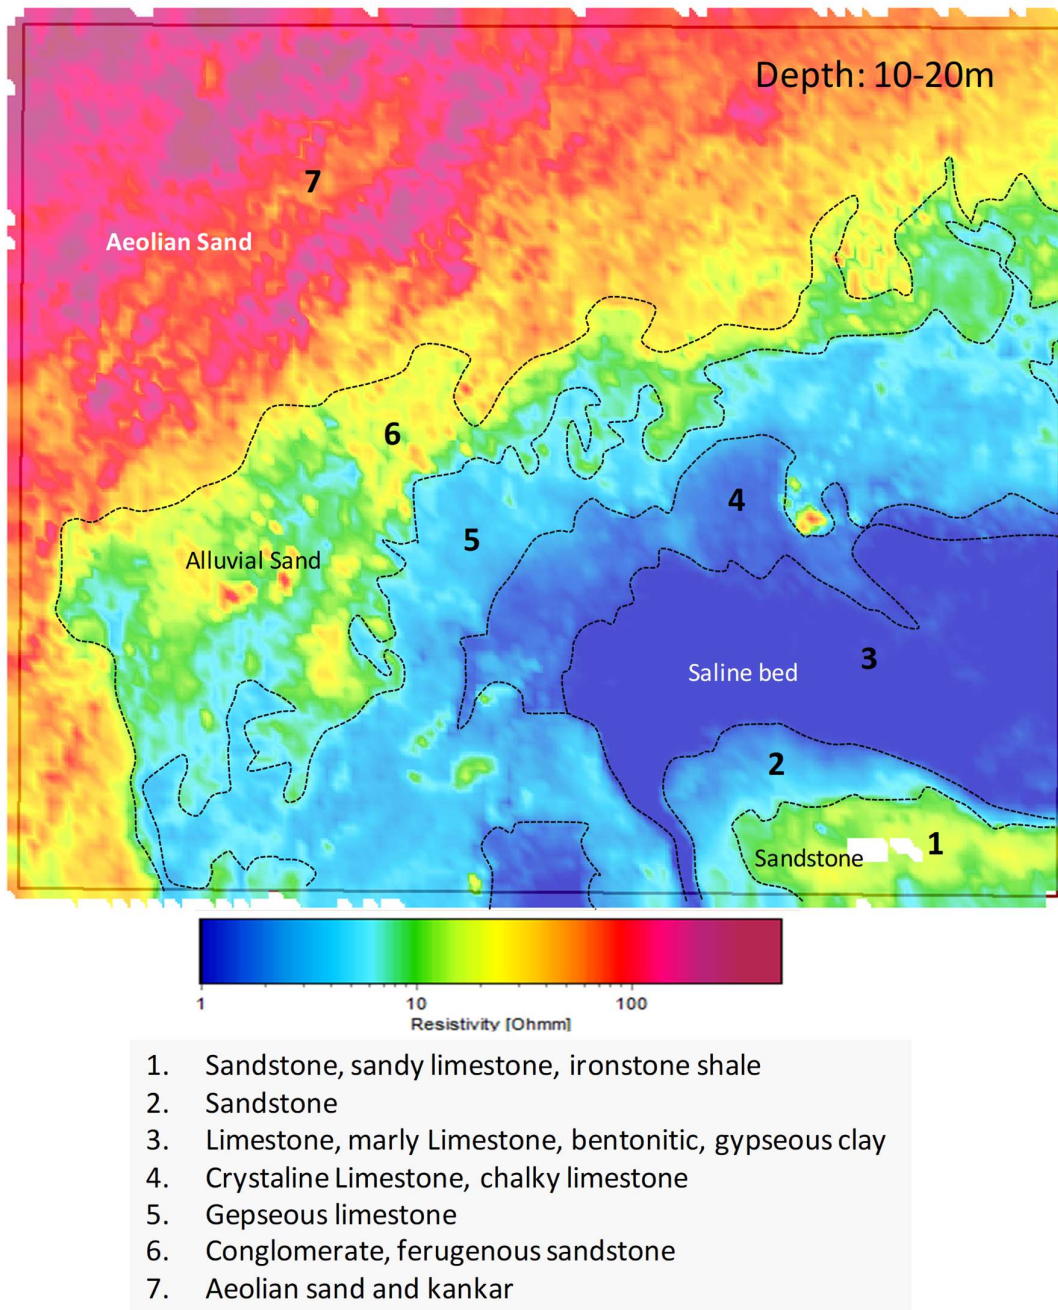 Depth: 10-20m
7
Aeolian Sand
6
4
5
Alluvial Sand
3
Saline bed
2
1
Sandstone
1 10 100
Resistivity [Ohmm]
1. Sandstone, sandy limestone, ironstone shale
2. Sandstone
3. Limestone, marly Limestone, bentonitic, gypseous clay
4. Crystaline Limestone, chalky limestone
5. Gepseous limestone
6. Conglomerate, ferugenous sandstone
7. Aeolian sand and kankar